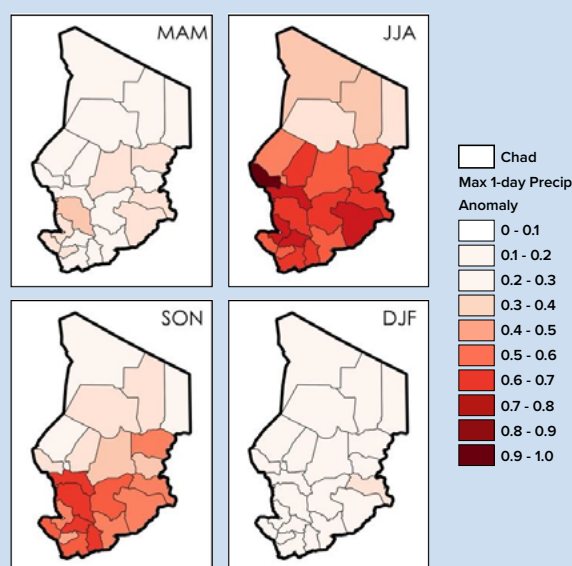 MAM
JJA
SON
DJF
Chad
Max 1-day Precip
Anomaly
0 - 0.1
0.1 - 0.2
0.2 - 0.3
0.3 - 0.4
0.4 - 0.5
0.5 - 0.6
0.6 - 0.7
0.7 - 0.8
0.8 - 0.9
0.9 - 1.0